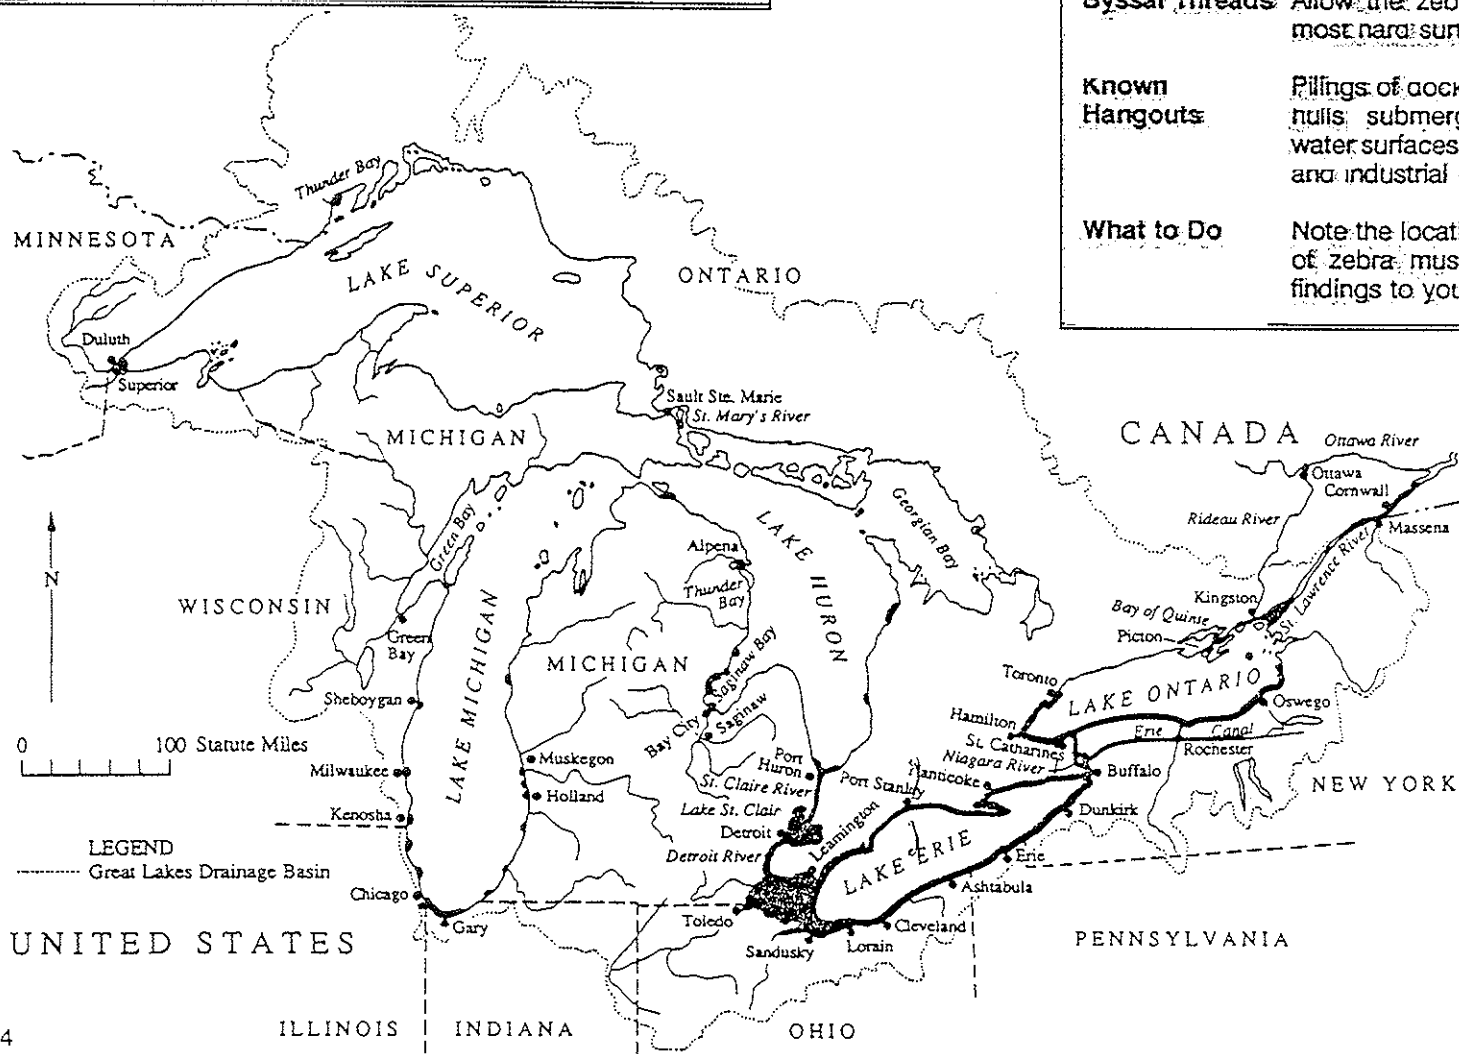 Byssal Threads Allow the zeb
most hard sur
Known Hangouts
Pilings of dock
hulls submerg
water surfaces
and industrial
What to Do
Note the locati
of zebra mus
findings to you
Thunder Bay
MINNESOTA
LAKE SUPERIOR
ONTARIO
Duluth
Superior
Sault Ste. Marie
St. Mary's River
MICHIGAN
CANADA
Ottawa River
Ottawa
Cornwall
Massena
Rideau River
Georgian Bay
Green Bay
LAKE HURON
Alpena
Thunder Bay
N
WISCONSIN
Green Bay
LAKE MICHIGAN
MICHIGAN
Saginaw Bay
Bay City
Saginaw
Kingston
St. Lawrence River
Bay of Quinte
Picton
Toronto
LAKE ONTARIO
Oswego
Hamilton
St. Catharines
Erie Canal
Rochester
Niagara River
Nanticoke
Buffalo
NEW YORK
Sheboygan
0 100 Statute Miles
Milwaukee
Muskegon
Holland
Kenosha
Port Huron
St. Claire River
Lake St. Clair
Port Stanley
Detroit
Leamington
Detroit River
Dunkirk
LAKE ERIE
Erie
Ashtabula
LEGEND
Great Lakes Drainage Basin
Chicago
Gary
Toledo
Sandusky
Lorain
Cleveland
UNITED STATES
PENNSYLVANIA
4
ILLINOIS
INDIANA
OHIO